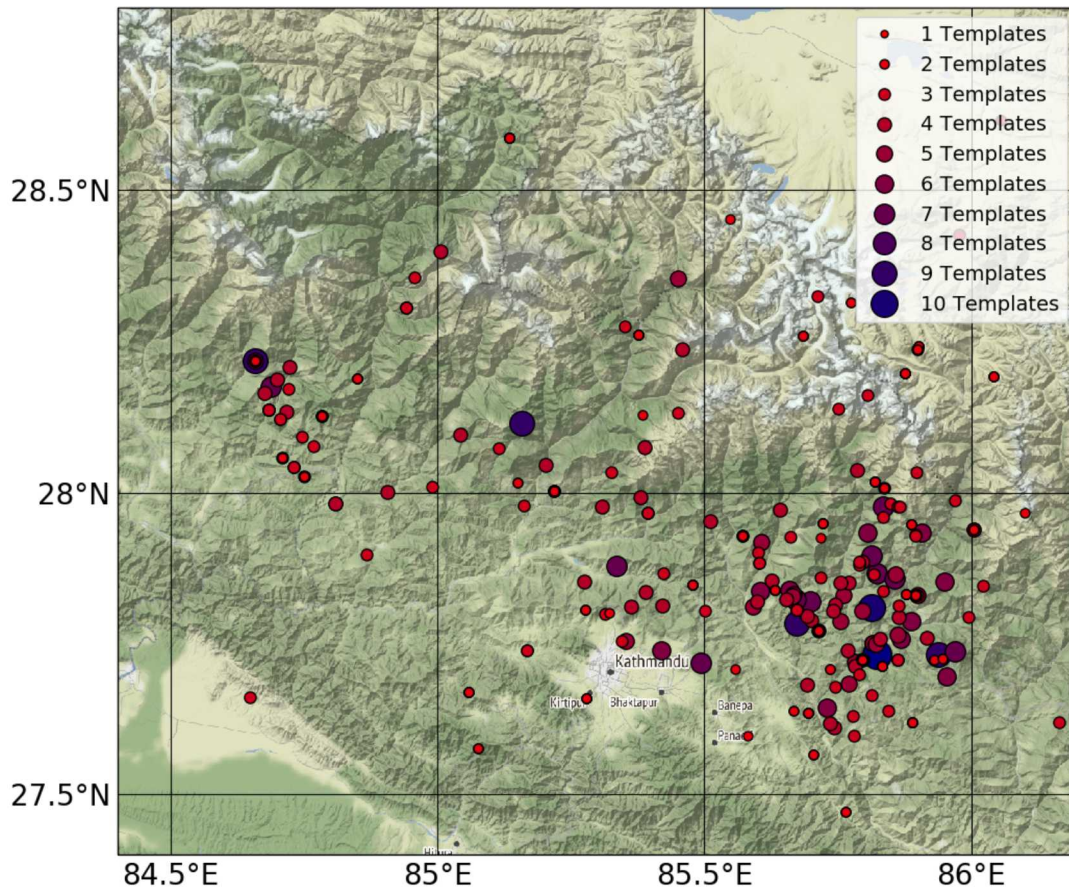 1 Templates
2 Templates
3 Templates
4 Templates
5 Templates
6 Templates
7 Templates
8 Templates
9 Templates
10 Templates
28.5°N
28°N
27.5°N
Kathmandu
Kirtipur
Bhaktapur
Banepa
84.5°E
85°E
85.5°E
86°E